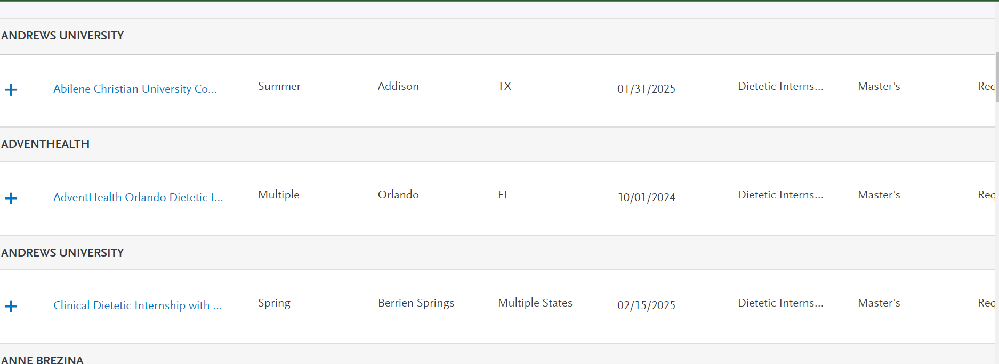 ANDREWS UNIVERSITY
Abilene Christian University Co... Summer Addison TX 01/31/2025 Dietetic Interns... Master's Req
ADVENTHEALTH
AdventHealth Orlando Dietetic I... Multiple Orlando FL 10/01/2024 Dietetic Interns... Master's Req
ANDREWS UNIVERSITY
Clinical Dietetic Internship with ... Spring Berrien Springs Multiple States 02/15/2025 Dietetic Interns... Master's Req
ANNE BREZINA